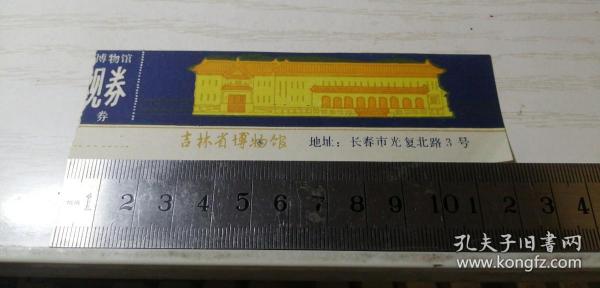 博物馆
观券
券
吉林省博物馆 地址：长春市光复北路3号
1 2 3 4 5 6 7 8 9 10 1 2 3 4
孔夫子旧书网
www.kongfz.com